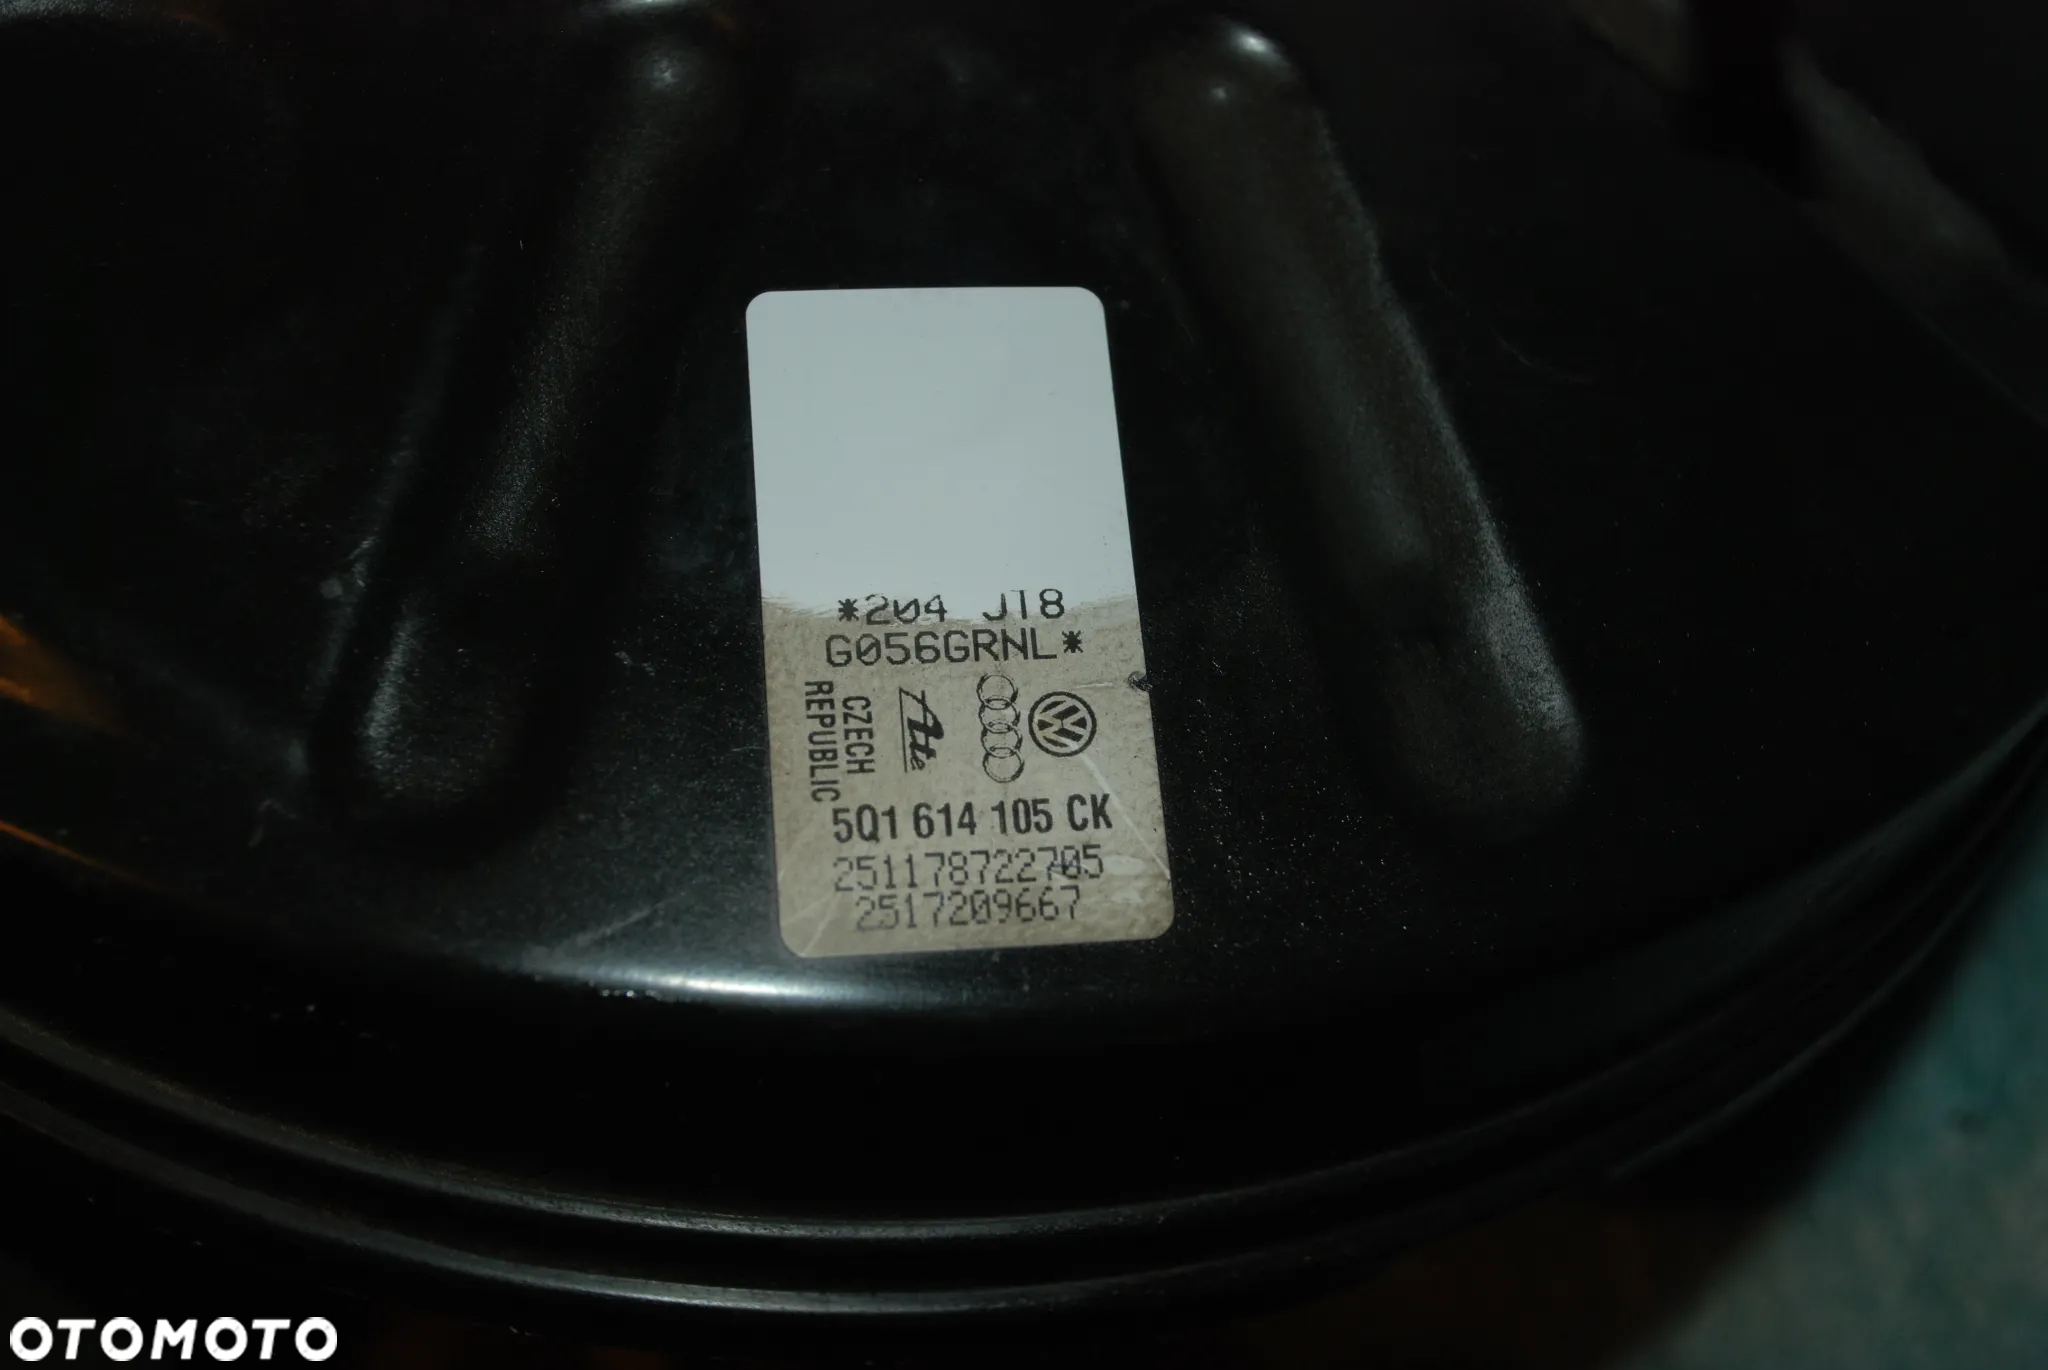 *204 JT8
G056GRNL*
CZECH
REPUBLIC
Ate
5Q1 614 105 CK
251178722705
2517209667
OTOMOTO